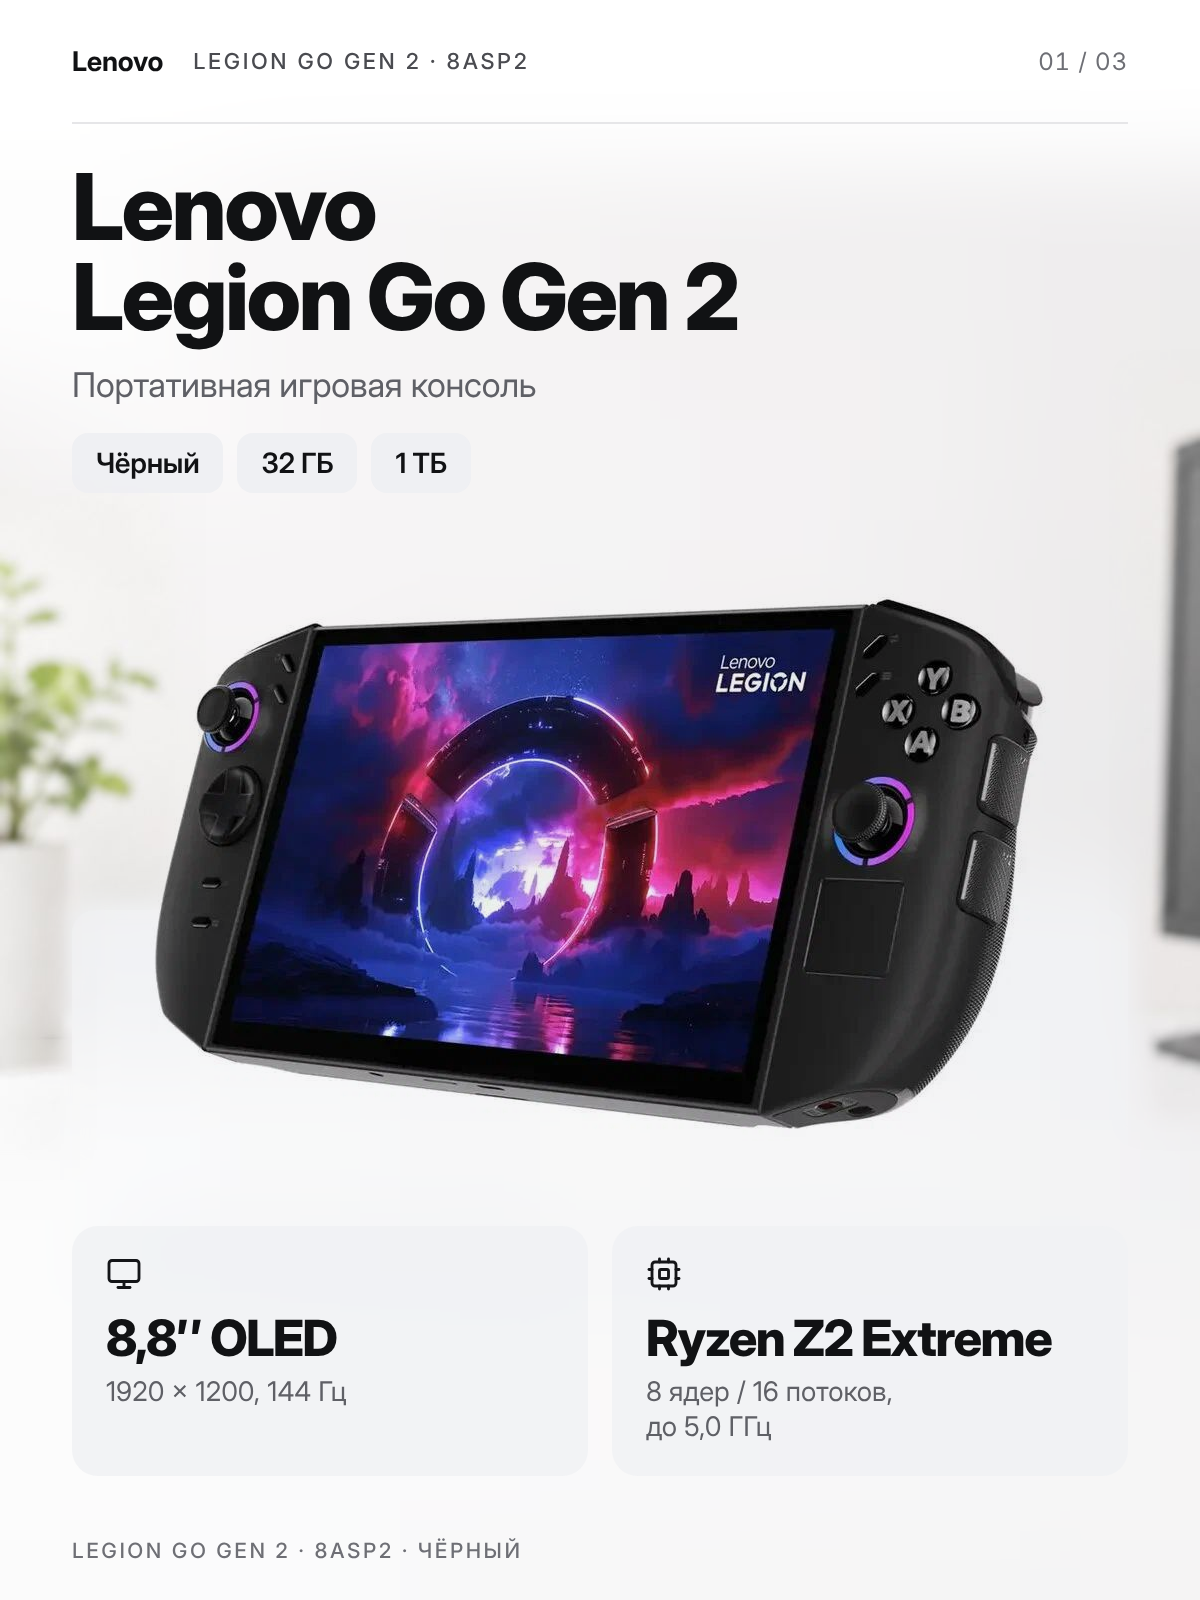 Lenovo LEGION GO GEN 2 · 8ASP2 01 / 03
Lenovo
Legion Go Gen 2
Портативная игровая консоль
Чёрный 32 ГБ 1 ТБ
Lenovo
LEGION
Y
X B
A
8,8″ OLED
1920 × 1200, 144 Гц
Ryzen Z2 Extreme
8 ядер / 16 потоков,
до 5,0 ГГц
LEGION GO GEN 2 · 8ASP2 · ЧЁРНЫЙ